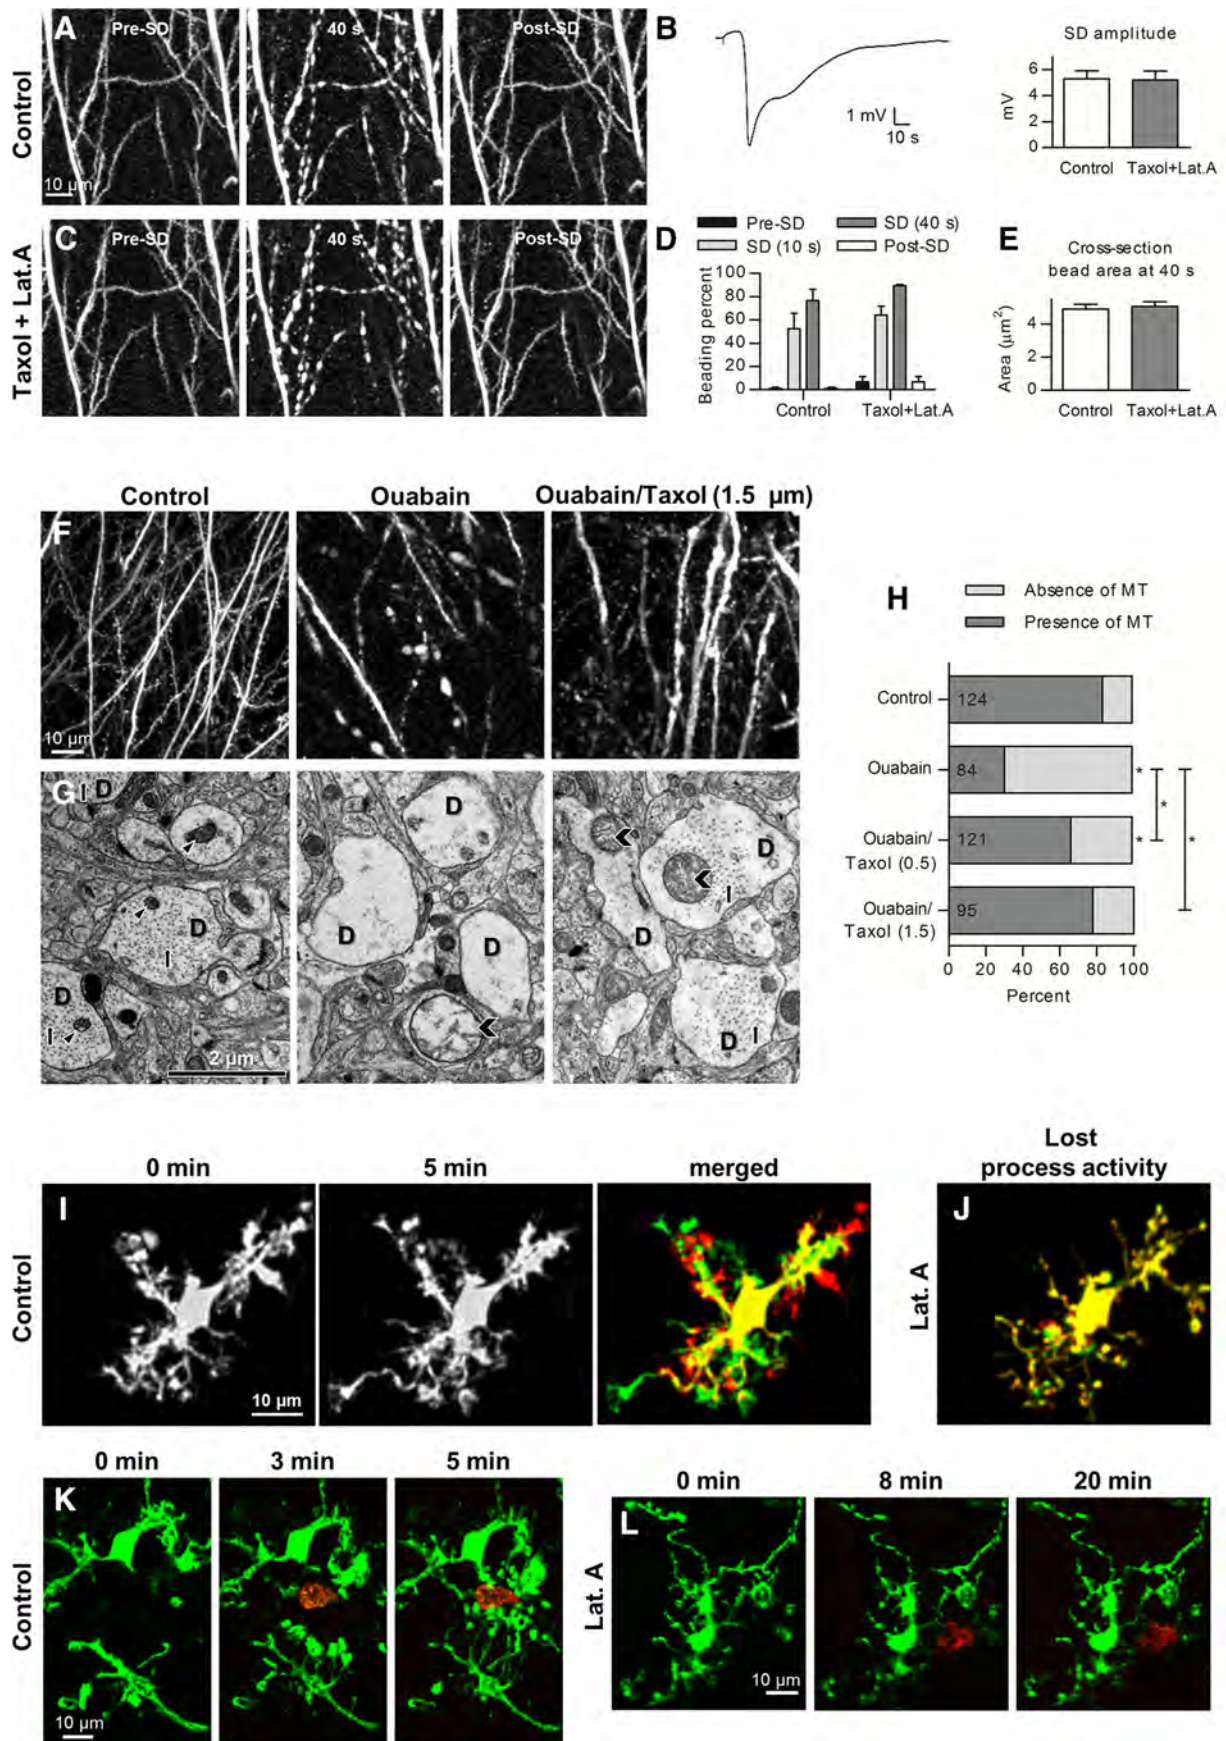 A
Pre-SD
40 s
Post-SD
Control
10 µm
B
1 mV
10 s
SD amplitude
6
4
2
0
mV
Control
Taxol+Lat.A
C
Pre-SD
40 s
Post-SD
Taxol + Lat.A
D
Pre-SD
SD (40 s)
SD (10 s)
Post-SD
100
80
60
40
20
0
Beading percent
Control
Taxol+Lat.A
E
Cross-section
bead area at 40 s
4
2
0
Area (µm²)
Control
Taxol+Lat.A
Control
Ouabain
Ouabain/Taxol (1.5 µm)
F
10 µm
G
D
D
D
D
D
D
D
D
D
D
2 µm
H
Absence of MT
Presence of MT
Control
124
Ouabain
84
*
Ouabain/
Taxol (0.5)
121
*
*
*
Ouabain/
Taxol (1.5)
95
0 20 40 60 80 100
Percent
0 min
5 min
merged
Lost
process activity
Control
I
10 µm
Lat. A
J
0 min
3 min
5 min
Control
K
10 µm
0 min
8 min
20 min
Lat. A
L
10 µm